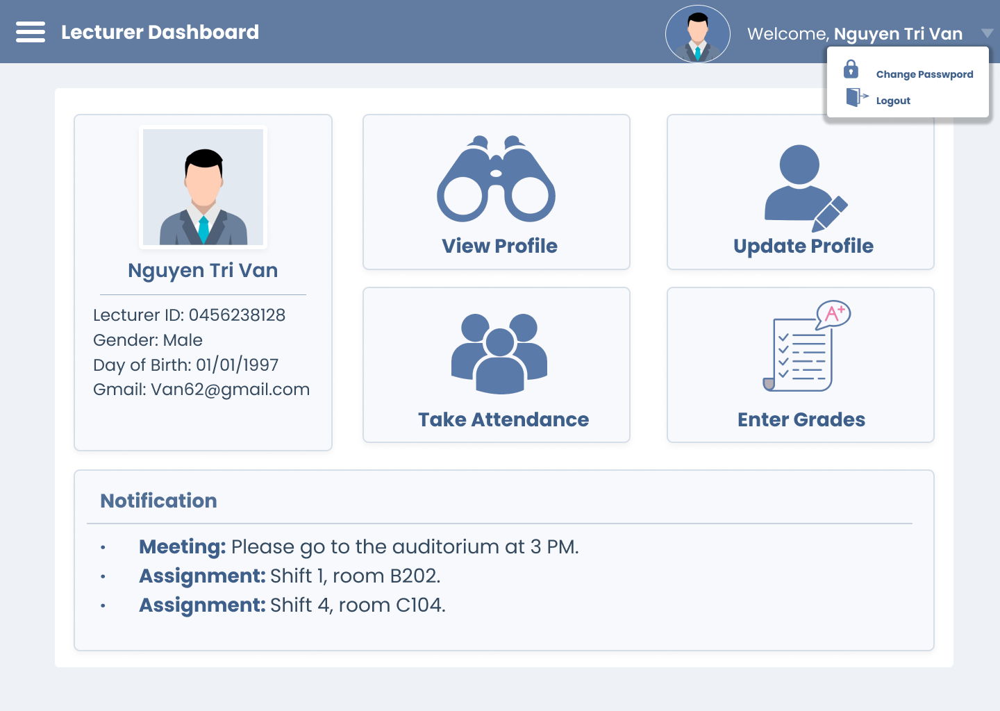 Lecturer Dashboard
Welcome, Nguyen Tri Van
Change Passwpord
Logout
Nguyen Tri Van
Lecturer ID: 0456238128
Gender: Male
Day of Birth: 01/01/1997
Gmail: Van62@gmail.com
View Profile
Update Profile
Take Attendance
A+
Enter Grades
Notification
• Meeting: Please go to the auditorium at 3 PM.
• Assignment: Shift 1, room B202.
• Assignment: Shift 4, room C104.